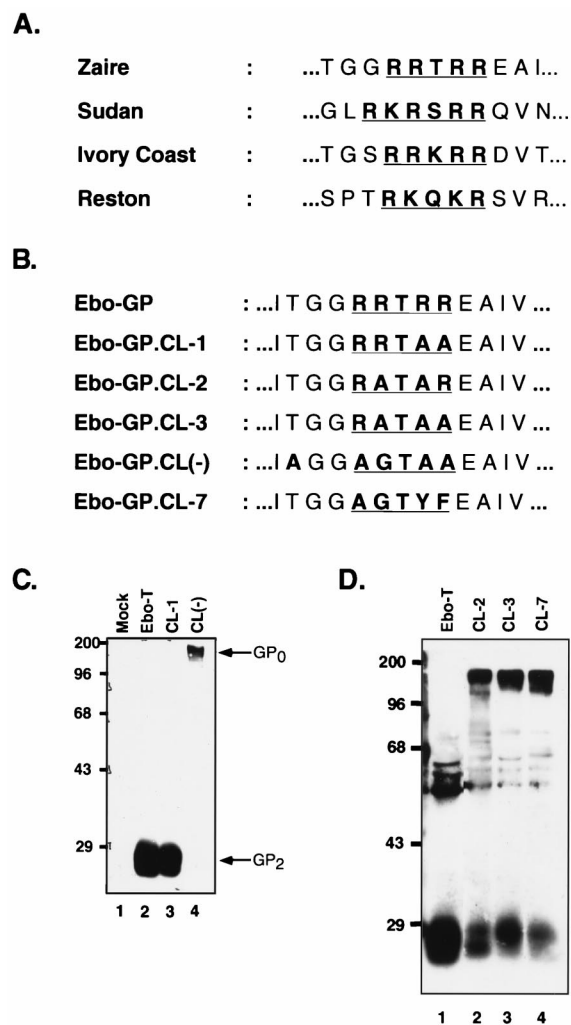 A.
Zaire : ...T G G R R T R R E A I...
Sudan : ...G L R K R S R R Q V N...
Ivory Coast : ...T G S R R K R R D V T...
Reston : ...S P T R K Q K R S V R...
B.
Ebo-GP : ...I T G G R R T R R E A I V ...
Ebo-GP.CL-1 : ...I T G G R R T A A E A I V ...
Ebo-GP.CL-2 : ...I T G G R A T A R E A I V ...
Ebo-GP.CL-3 : ...I T G G R A T A A E A I V ...
Ebo-GP.CL(-) : ...I A G G A G T A A E A I V ...
Ebo-GP.CL-7 : ...I T G G A G T Y F E A I V ...
C.
Mock Ebo-T CL-1 CL(-)
200
GP0
96
68
43
29
GP2
1 2 3 4
D.
Ebo-T CL-2 CL-3 CL-7
200
96
68
43
29
1 2 3 4